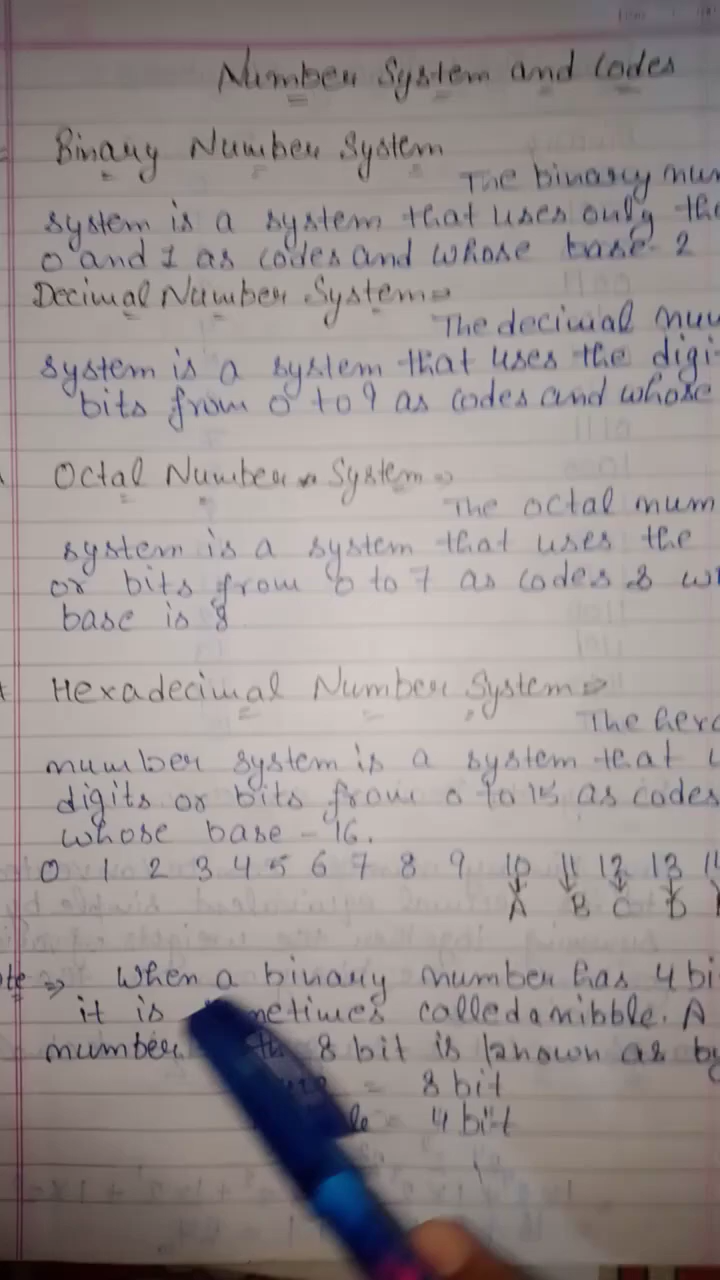 Number System and Codes
Binary Number System
The binary num
system is a system that uses only the
0 and 1 as codes and whose base- 2
Decimal Number System⇒
The decimal num
system is a system that uses the digi
bits from 0 to 9 as codes and whose
Octal Number System⇒
The octal num
system is a system that uses the
or bits from 0 to 7 as codes & wh
base is 8
Hexadecimal Number System⇒
The hexa
number system is a system that u
digits or bits from 0 to 15 as codes
whose base - 16.
0 1 2 3 4 5 6 7 8 9 10 11 12 13 1
A B C D
ote ⇒ When a binary number has 4 bi
it is metimes called a nibble. A
number th 8 bit is known as by
= 8 bit
le = 4 bit